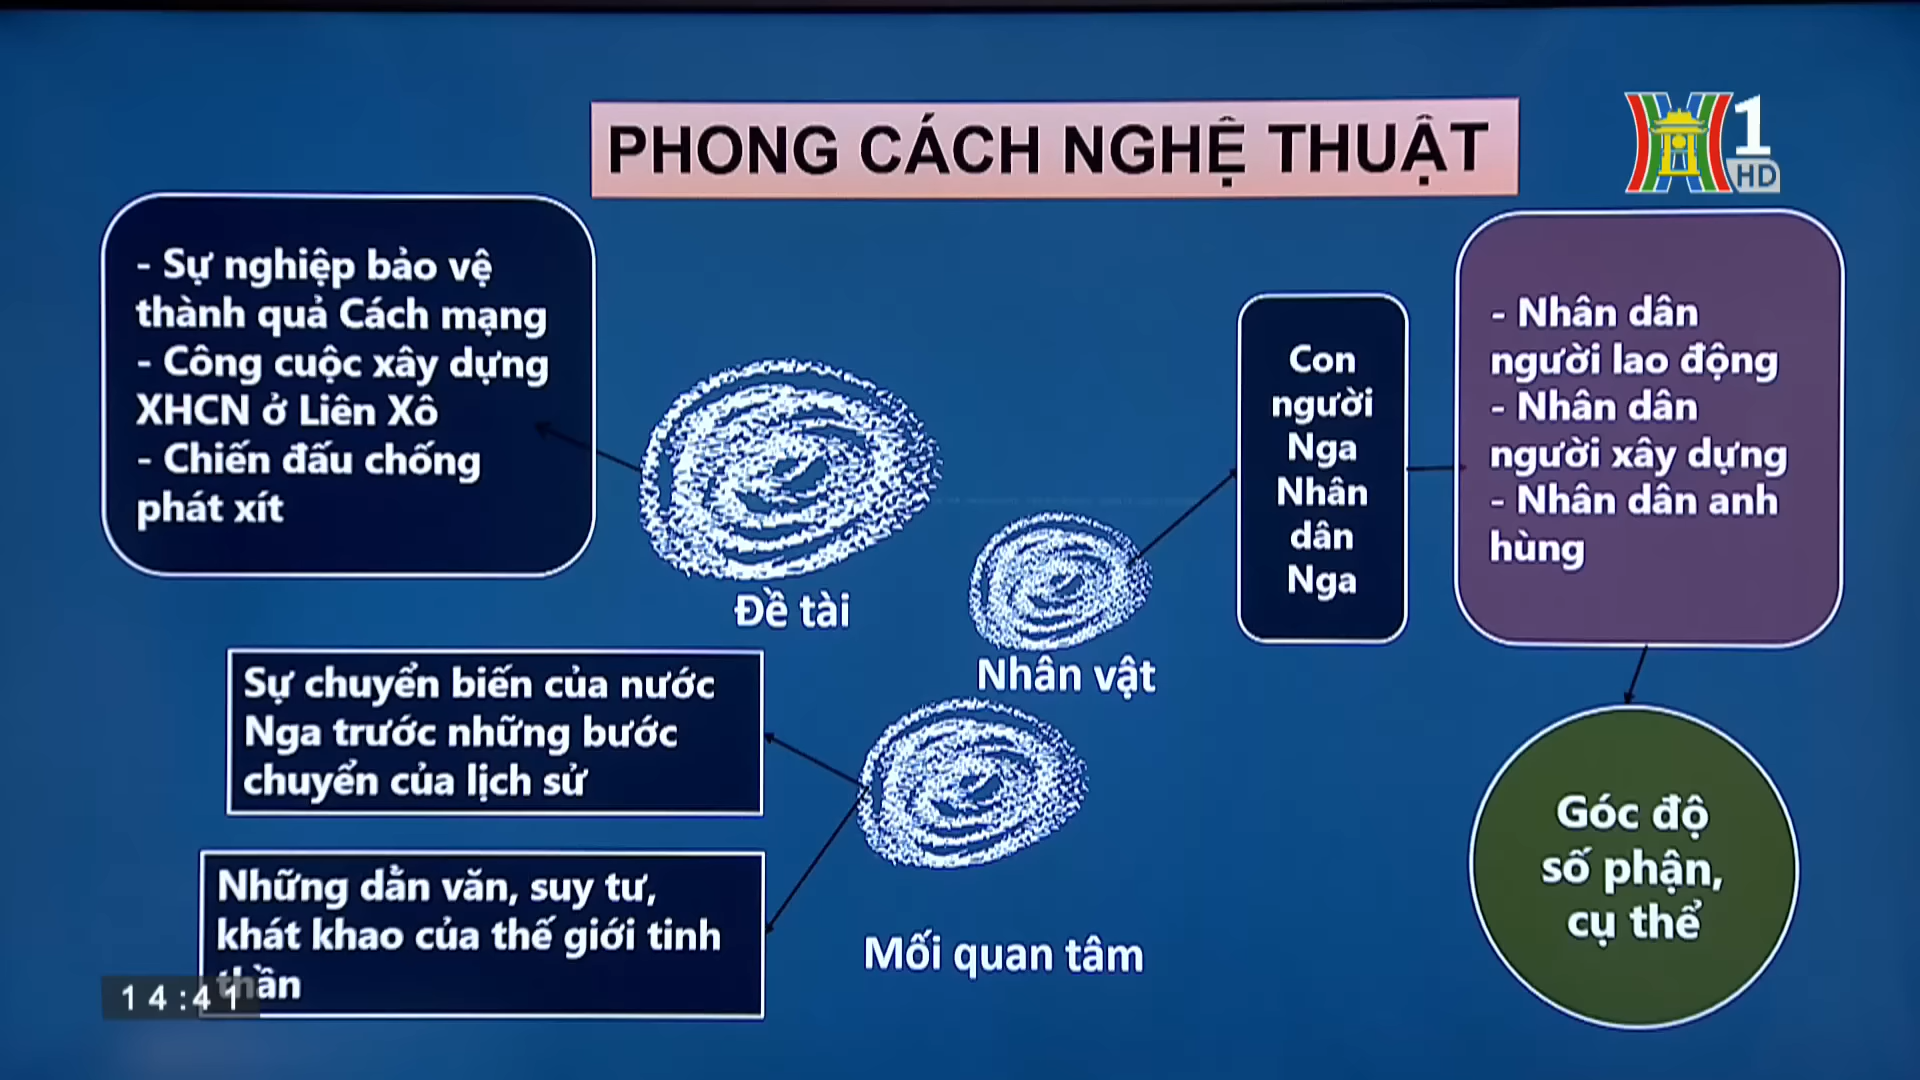 PHONG CÁCH NGHỆ THUẬT
1
HD
- Sự nghiệp bảo vệ
thành quả Cách mạng
- Công cuộc xây dựng
XHCN ở Liên Xô
- Chiến đấu chống
phát xít
Đề tài
Con
người
Nga
Nhân
dân
Nga
- Nhân dân
người lao động
- Nhân dân
người xây dựng
- Nhân dân anh
hùng
Nhân vật
Sự chuyển biến của nước
Nga trước những bước
chuyển của lịch sử
Những dằn văn, suy tư,
khát khao của thế giới tinh
thần
Mối quan tâm
Góc độ
số phận,
cụ thể
14:41